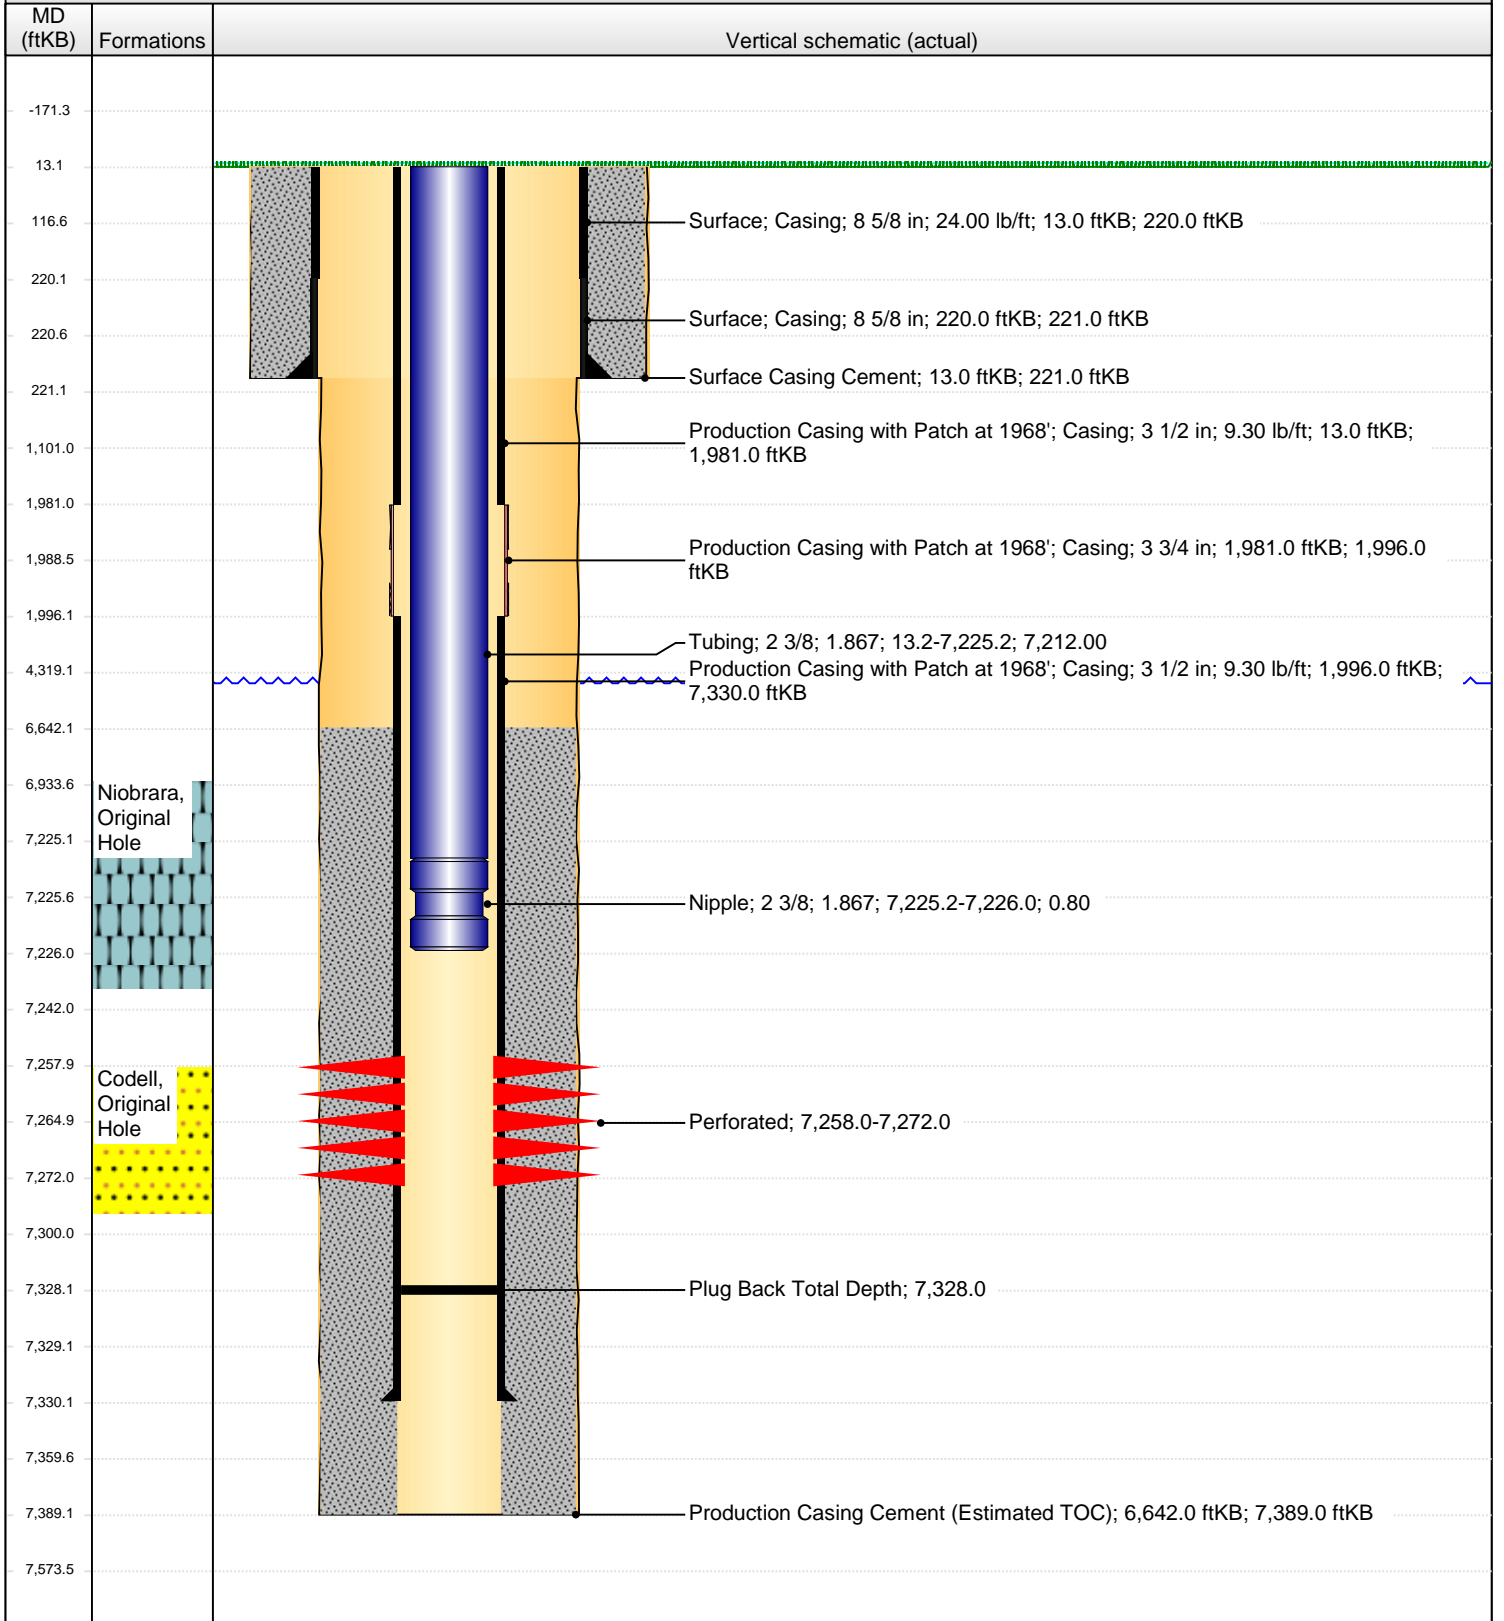 MD
(ftKB)
Formations
Vertical schematic (actual)
-171.3
13.1
116.6
Surface; Casing; 8 5/8 in; 24.00 lb/ft; 13.0 ftKB; 220.0 ftKB
220.1
Surface; Casing; 8 5/8 in; 220.0 ftKB; 221.0 ftKB
220.6
Surface Casing Cement; 13.0 ftKB; 221.0 ftKB
221.1
Production Casing with Patch at 1968'; Casing; 3 1/2 in; 9.30 lb/ft; 13.0 ftKB;
1,981.0 ftKB
1,101.0
1,981.0
Production Casing with Patch at 1968'; Casing; 3 3/4 in; 1,981.0 ftKB; 1,996.0
ftKB
1,988.5
1,996.1
Tubing; 2 3/8; 1.867; 13.2-7,225.2; 7,212.00
4,319.1
Production Casing with Patch at 1968'; Casing; 3 1/2 in; 9.30 lb/ft; 1,996.0 ftKB;
7,330.0 ftKB
6,642.1
6,933.6
Niobrara,
Original
Hole
7,225.1
7,225.6
Nipple; 2 3/8; 1.867; 7,225.2-7,226.0; 0.80
7,226.0
7,242.0
7,257.9
Codell,
Original
Hole
7,264.9
Perforated; 7,258.0-7,272.0
7,272.0
7,300.0
7,328.1
Plug Back Total Depth; 7,328.0
7,329.1
7,330.1
7,359.6
7,389.1
Production Casing Cement (Estimated TOC); 6,642.0 ftKB; 7,389.0 ftKB
7,573.5